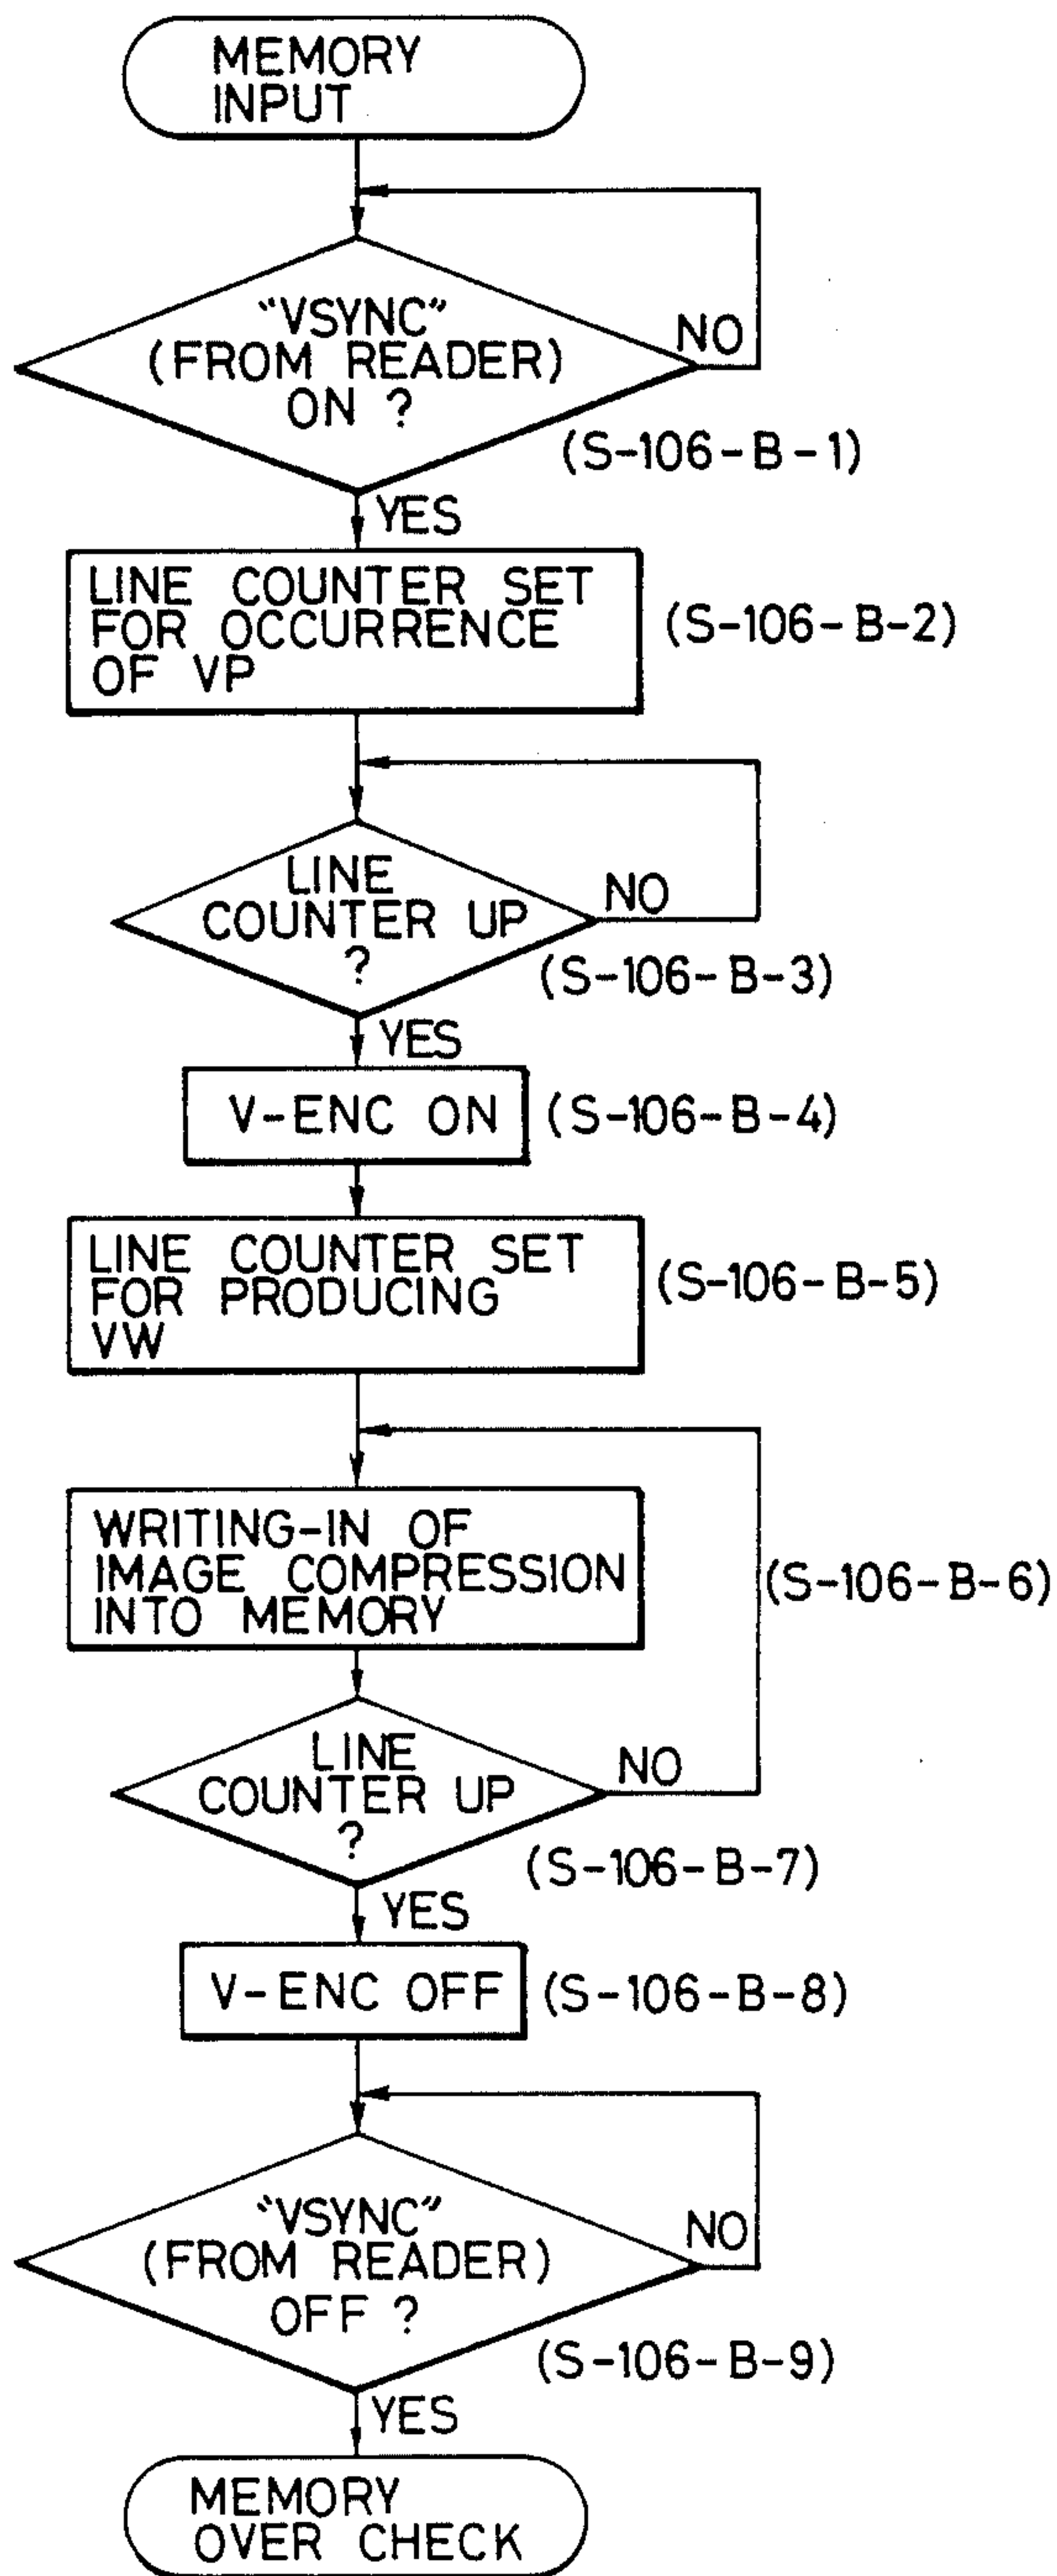 MEMORY
INPUT
"VSYNC"
(FROM READER)
ON ?
NO
(S-106-B-1)
YES
LINE COUNTER SET
FOR OCCURRENCE
OF VP
(S-106-B-2)
LINE
COUNTER UP
?
NO
(S-106-B-3)
YES
V-ENC ON
(S-106-B-4)
LINE COUNTER SET
FOR PRODUCING
VW
(S-106-B-5)
WRITING-IN OF
IMAGE COMPRESSION
INTO MEMORY
(S-106-B-6)
LINE
COUNTER UP
?
NO
(S-106-B-7)
YES
V-ENC OFF
(S-106-B-8)
"VSYNC"
(FROM READER)
OFF ?
NO
(S-106-B-9)
YES
MEMORY
OVER CHECK